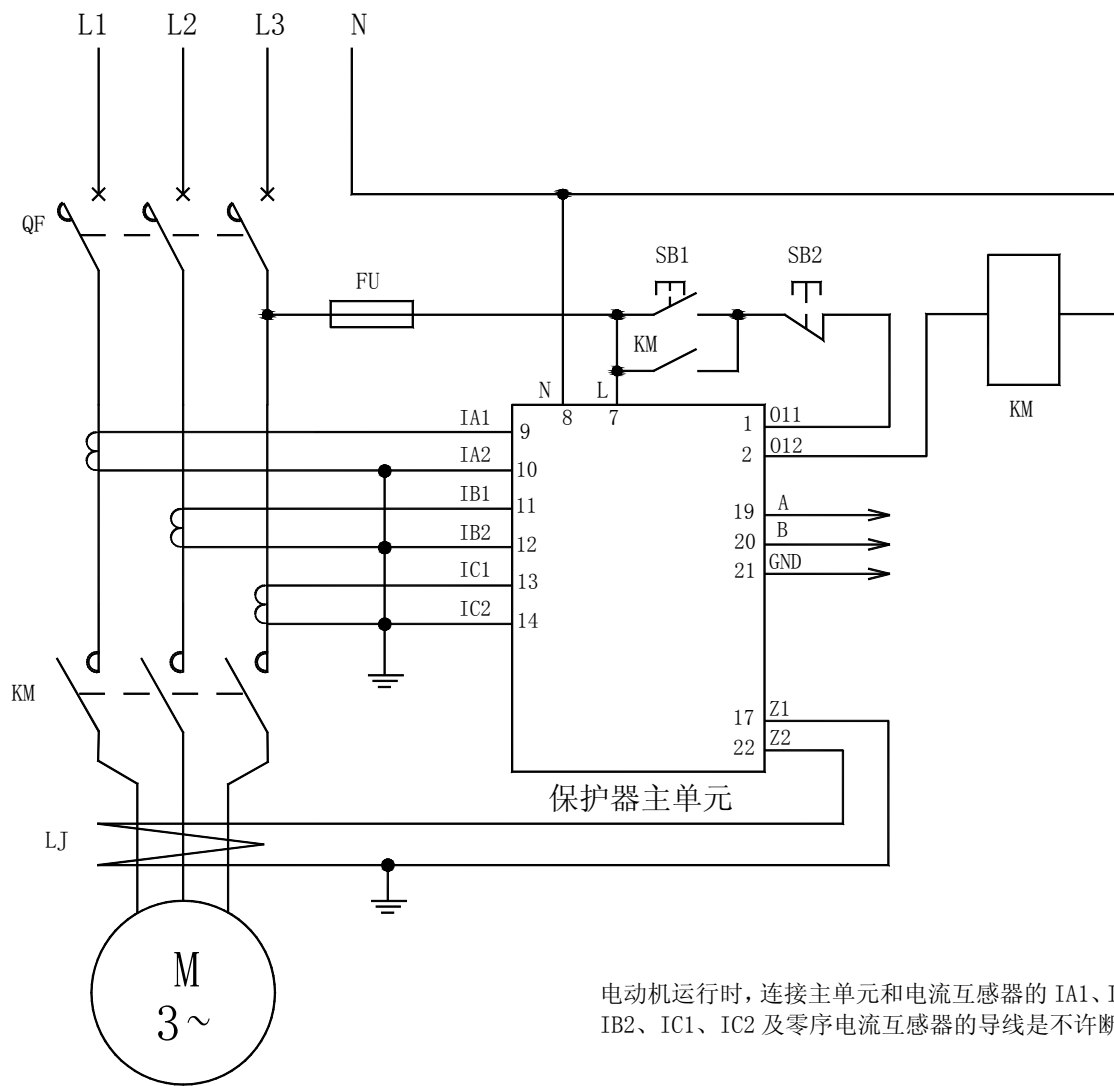 L1 L2 L3 N
QF
FU
SB1 SB2
KM
KM
N L
8 7
IA1 9
IA2 10
IB1 11
IB2 12
IC1 13
IC2 14
1 011
2 012
19 A
20 B
21 GND
KM
17 Z1
22 Z2
保护器主单元
LJ
M
3~
电动机运行时,连接主单元和电流互感器的 IA1、I
IB2、IC1、IC2 及零序电流互感器的导线是不许断